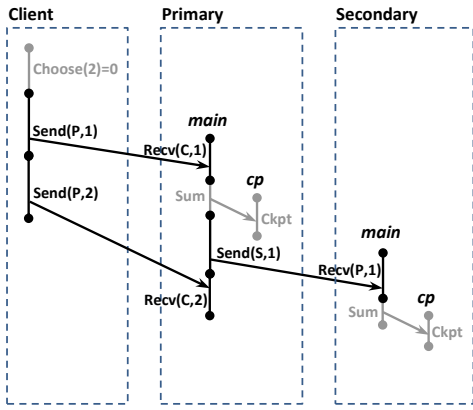 Client
Primary
Secondary
Choose(2)=0
main
Send(P,1)
Recv(C,1)
cp
Sum
Send(P,2)
Ckpt
main
Send(S,1)
Recv(P,1)
cp
Recv(C,2)
Sum
Ckpt